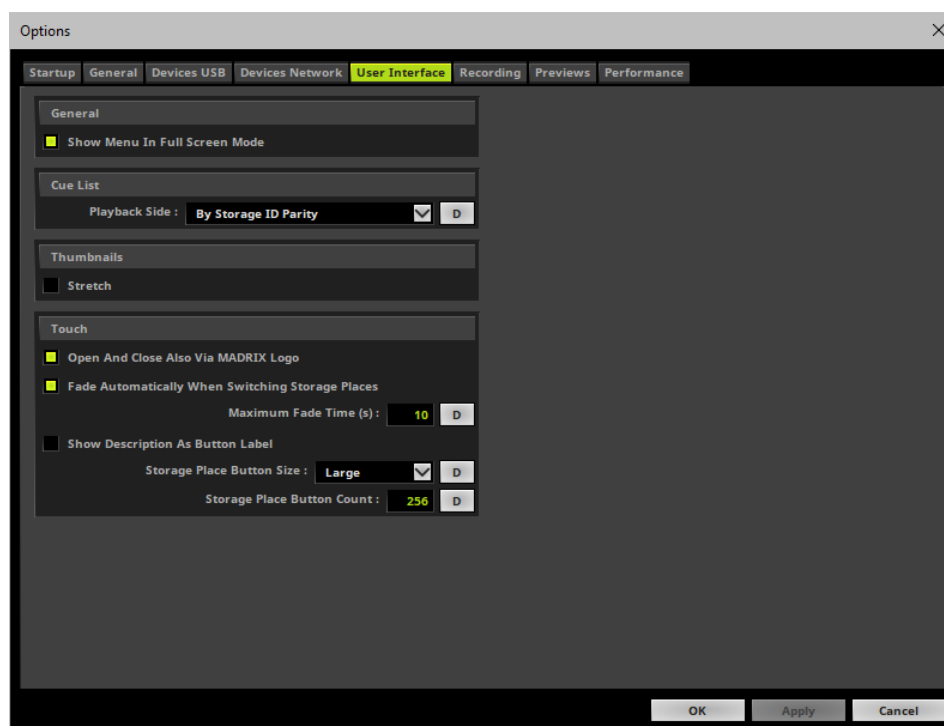 Options
Startup General Devices USB Devices Network User Interface Recording Previews Performance
General
Show Menu In Full Screen Mode
Cue List
Playback Side : By Storage ID Parity D
Thumbnails
Stretch
Touch
Open And Close Also Via MADRIX Logo
Fade Automatically When Switching Storage Places
Maximum Fade Time (s) : 10 D
Show Description As Button Label
Storage Place Button Size : Large D
Storage Place Button Count : 256 D
OK Apply Cancel